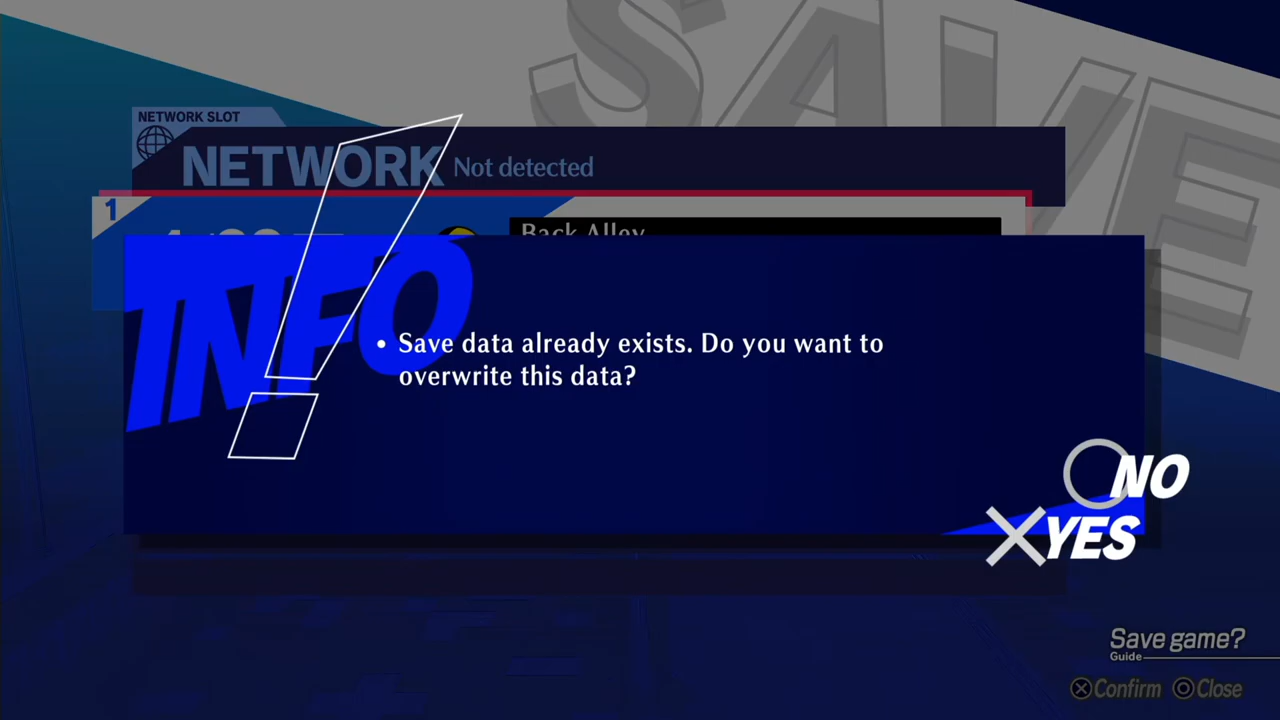 SAVE
NETWORK SLOT
NETWORK Not detected
1
Back Alley
INFO
Save data already exists. Do you want to
overwrite this data?
NO
YES
Save game?
Guide
Confirm Close